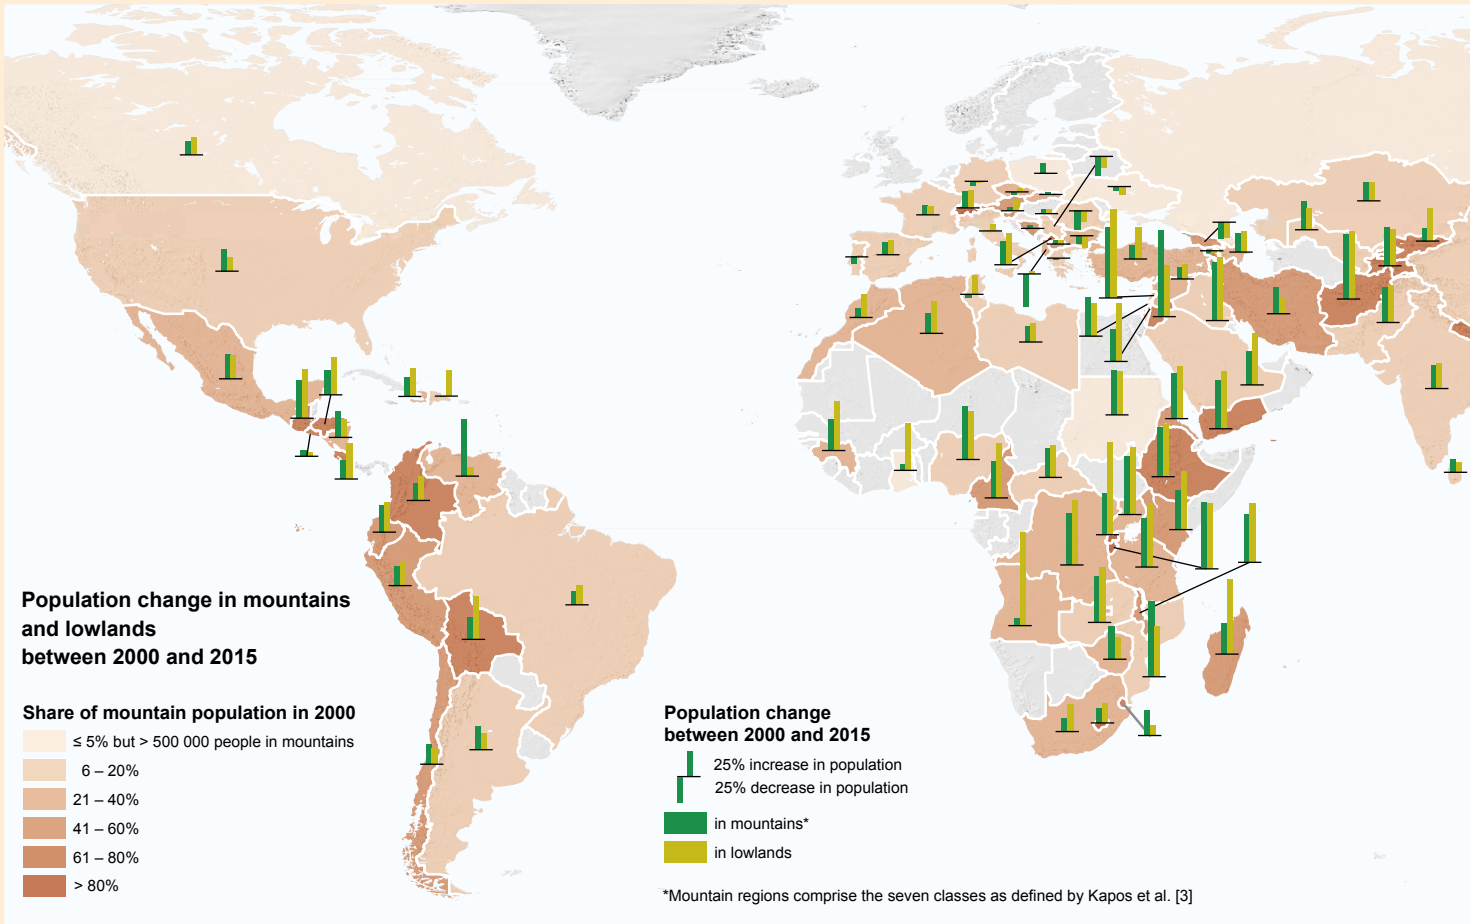 Population change in mountains
and lowlands
between 2000 and 2015
Share of mountain population in 2000
≤ 5% but > 500 000 people in mountains
6 – 20%
21 – 40%
41 – 60%
61 – 80%
> 80%
Population change
between 2000 and 2015
25% increase in population
25% decrease in population
in mountains*
in lowlands
*Mountain regions comprise the seven classes as defined by Kapos et al. [3]